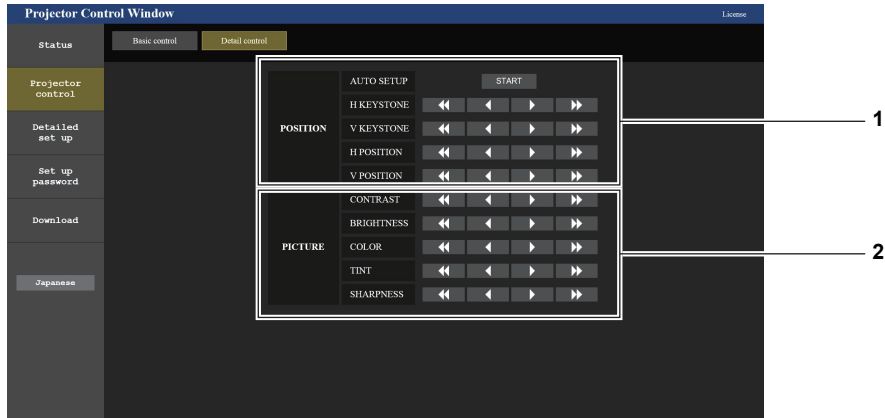 Projector Control Window
License
Status
Basic control
Detail control
Projector
control
Detailed
set up
Set up
password
Download
Japanese
POSITION
AUTO SETUP
START
H KEYSTONE
V KEYSTONE
H POSITION
V POSITION
PICTURE
CONTRAST
BRIGHTNESS
COLOR
TINT
SHARPNESS
1
2